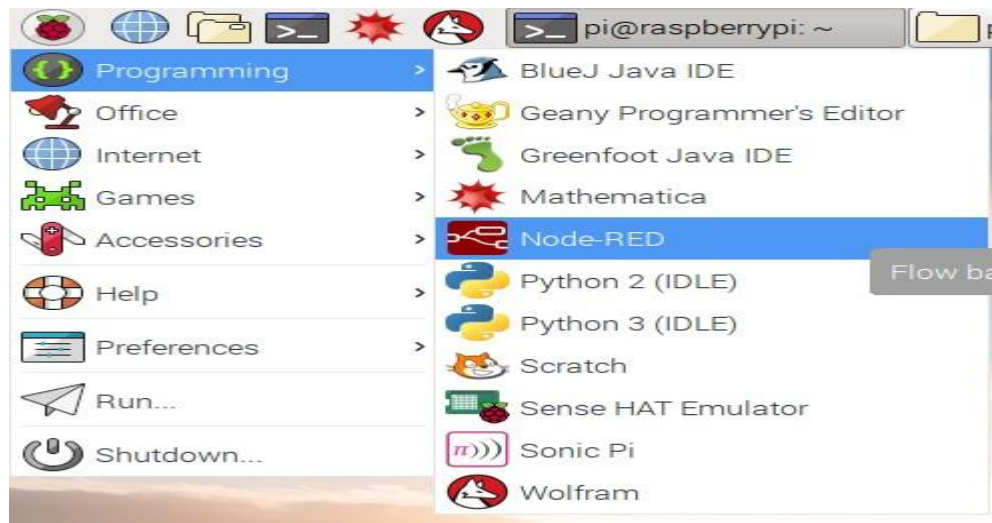 pi@raspberrypi: ~
Programming
Office
Internet
Games
Accessories
Help
Preferences
Run...
Shutdown...
BlueJ Java IDE
Geany Programmer's Editor
Greenfoot Java IDE
Mathematica
Node-RED
Flow ba
Python 2 (IDLE)
Python 3 (IDLE)
Scratch
Sense HAT Emulator
Sonic Pi
Wolfram